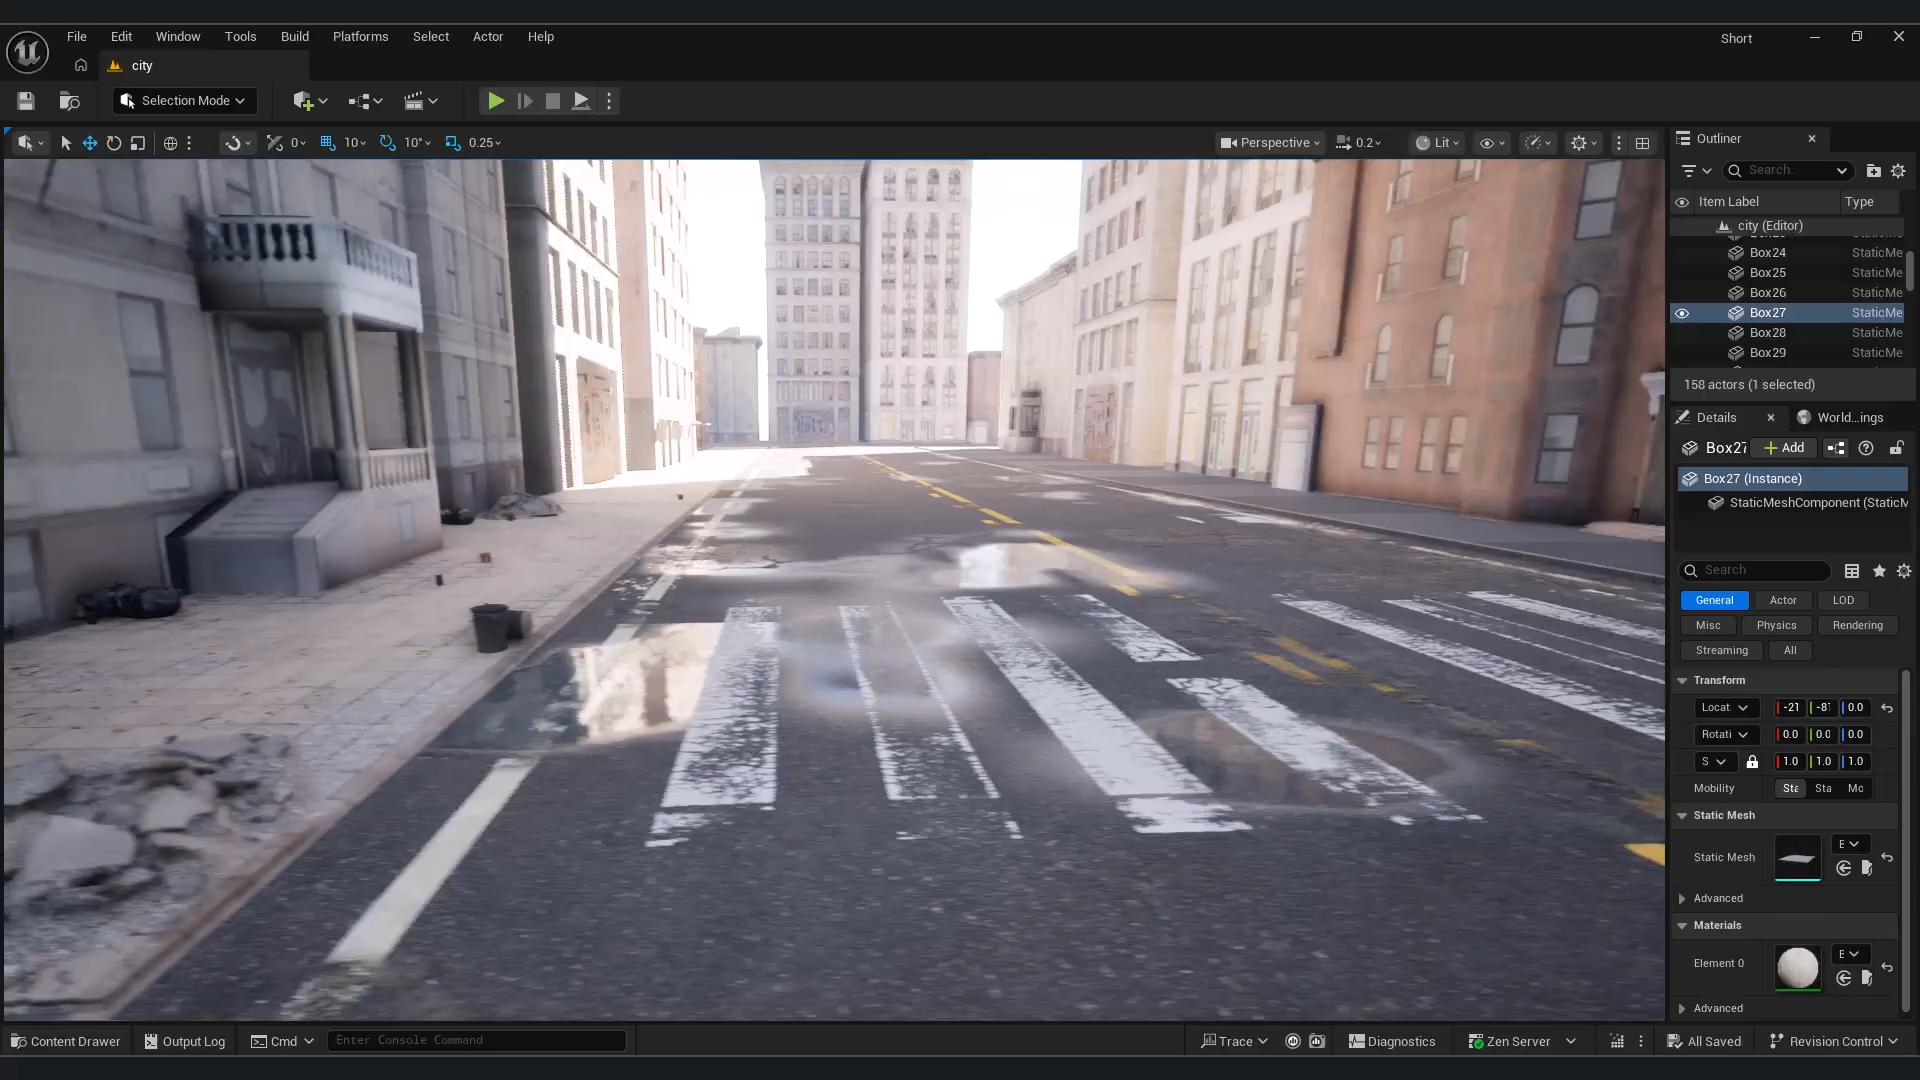 File Edit Window Tools Build Platforms Select Actor Help
Short
city
Selection Mode
0 10 10° 0.25
Perspective 0.2 Lit
Outliner
Search..
Item Label Type
city (Editor)
Box24 StaticMe
Box25 StaticMe
Box26 StaticMe
Box27 StaticMe
Box28 StaticMe
Box29 StaticMe
158 actors (1 selected)
Details World...ings
Box27 Add
Box27 (Instance)
StaticMeshComponent (StaticM
Search
General Actor LOD
Misc Physics Rendering
Streaming All
Transform
Locat -21 -81 0.0
Rotati 0.0 0.0 0.0
S 1.0 1.0 1.0
Mobility Sta Sta Mo
Static Mesh
Static Mesh
Advanced
Materials
Element 0
Advanced
Content Drawer Output Log Cmd Enter Console Command Trace Diagnostics Zen Server All Saved Revision Control